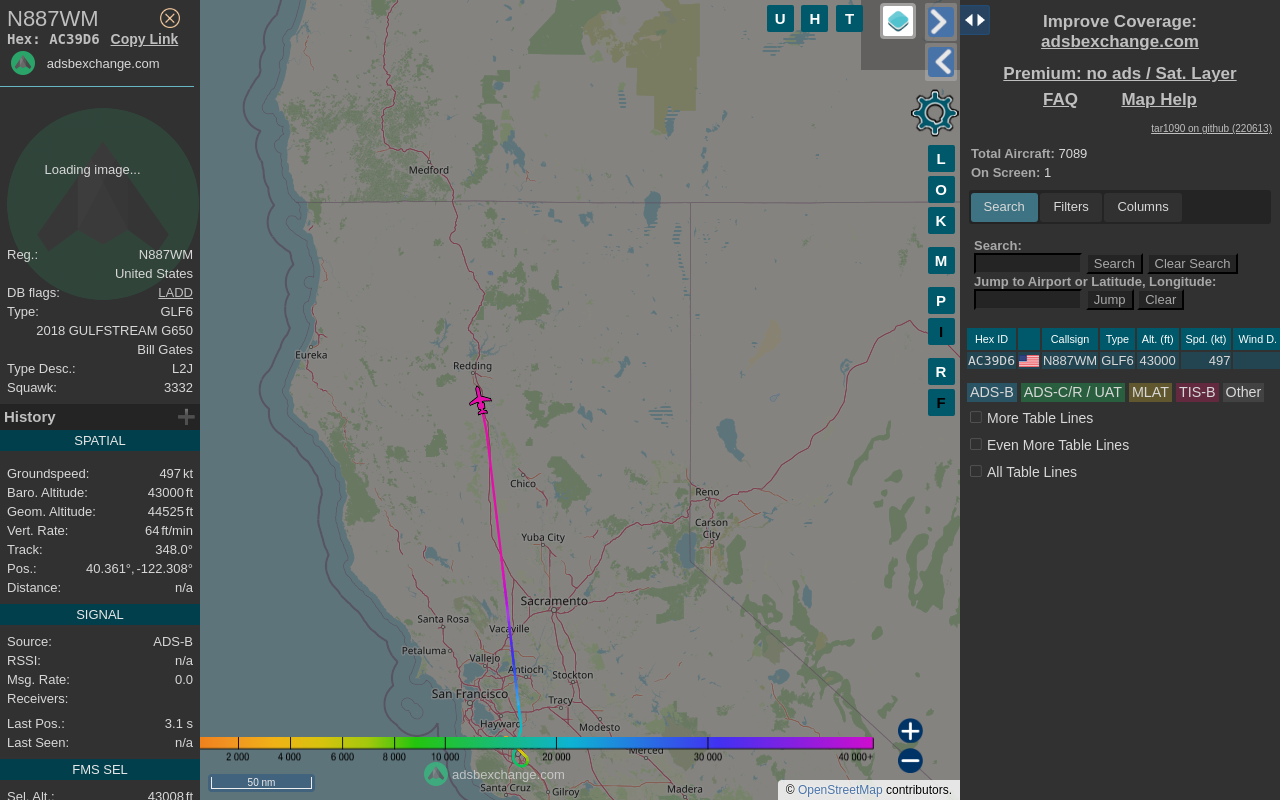 N887WM
Hex: AC39D6 Copy Link
adsbexchange.com
Loading image...
Reg.: N887WM
United States
DB flags: LADD
Type: GLF6
2018 GULFSTREAM G650
Bill Gates
Type Desc.: L2J
Squawk: 3332
History
SPATIAL
Groundspeed: 497 kt
Baro. Altitude: 43000 ft
Geom. Altitude: 44525 ft
Vert. Rate: 64 ft/min
Track: 348.0°
Pos.: 40.361°, -122.308°
Distance: n/a
SIGNAL
Source: ADS-B
RSSI: n/a
Msg. Rate: 0.0
Receivers:
Last Pos.: 3.1 s
Last Seen: n/a
FMS SEL
Sel. Alt.: 43008 ft
U H T
L
O
K
M
P
I
R
F
Medford
Eureka
Redding
Chico
Reno
Carson
City
Yuba City
Sacramento
Santa Rosa
Vacaville
Petaluma
Vallejo
Antioch
Stockton
San Francisco
Tracy
Hayward
Modesto
Merced
Santa Cruz
Gilroy
Madera
2 000 4 000 6 000 8 000 10 000 20 000 30 000 40 000+
adsbexchange.com
50 nm
© OpenStreetMap contributors.
Improve Coverage:
adsbexchange.com
Premium: no ads / Sat. Layer
FAQ Map Help
tar1090 on github (220613)
Total Aircraft: 7089
On Screen: 1
Search Filters Columns
Search:
Search Clear Search
Jump to Airport or Latitude, Longitude:
Jump Clear
Hex ID Callsign Type Alt. (ft) Spd. (kt) Wind D.
AC39D6 N887WM GLF6 43000 497
ADS-B ADS-C/R / UAT MLAT TIS-B Other
More Table Lines
Even More Table Lines
All Table Lines